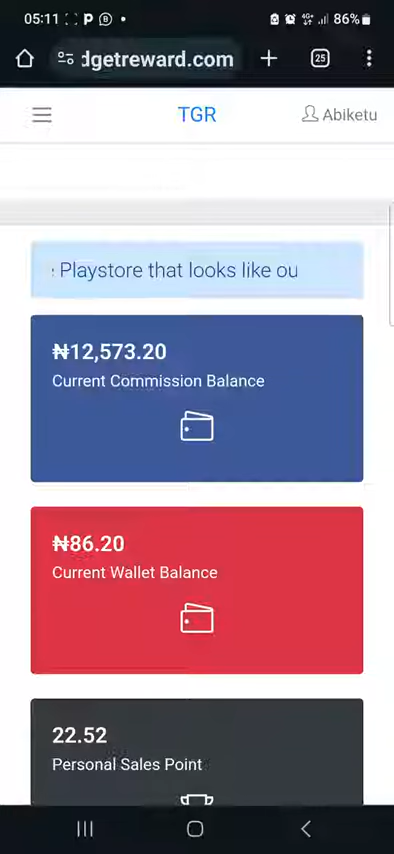 05:11 P B 4G+ 86%
dgetreward.com 25
TGR Abiketu
Playstore that looks like ou
₦12,573.20
Current Commission Balance
₦86.20
Current Wallet Balance
22.52
Personal Sales Point